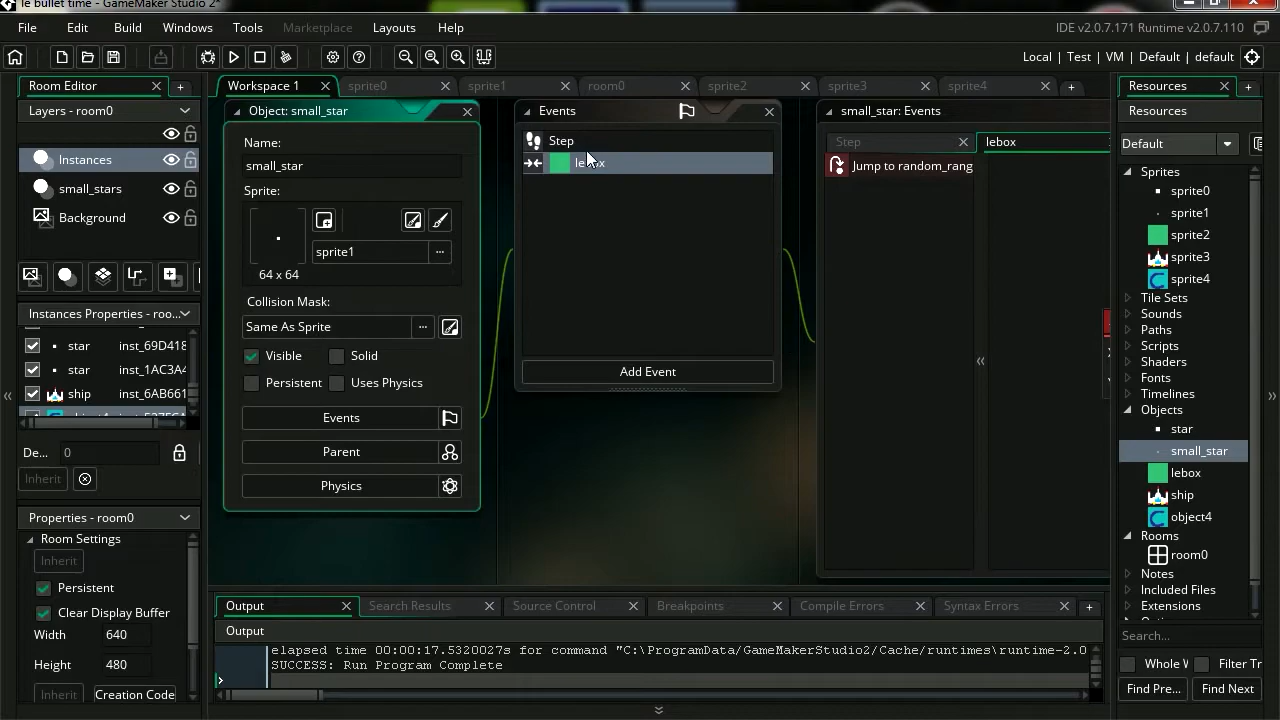 le bullet time - GameMaker Studio 2*
File Edit Build Windows Tools Marketplace Layouts Help
IDE v2.0.7.171 Runtime v2.0.7.110
Local | Test | VM | Default | default
Room Editor
Workspace 1
sprite0
sprite1
room0
sprite2
sprite3
sprite4
Resources
Layers - room0
Instances
small_stars
Background
Instances Properties - roo...
star inst_69D418
star inst_1AC3A4
ship inst_6AB661
De... 0
Inherit
Properties - room0
Room Settings
Inherit
Persistent
Clear Display Buffer
Width 640
Height 480
Inherit Creation Code
Object: small_star
Name:
small_star
Sprite:
sprite1
64 x 64
Collision Mask:
Same As Sprite
Visible Solid
Persistent Uses Physics
Events
Parent
Physics
Events
Step
lebox
Add Event
small_star: Events
Step
lebox
Jump to random_rang
Output
Search Results
Source Control
Breakpoints
Compile Errors
Syntax Errors
Output
elapsed time 00:00:17.5320027s for command "C:\ProgramData/GameMakerStudio2/Cache/runtimes\runtime-2.0
SUCCESS: Run Program Complete
Resources
Default
Sprites
sprite0
sprite1
sprite2
sprite3
sprite4
Tile Sets
Sounds
Paths
Scripts
Shaders
Fonts
Timelines
Objects
star
small_star
lebox
ship
object4
Rooms
room0
Notes
Included Files
Extensions
Search...
Whole W Filter Tr
Find Pre... Find Next